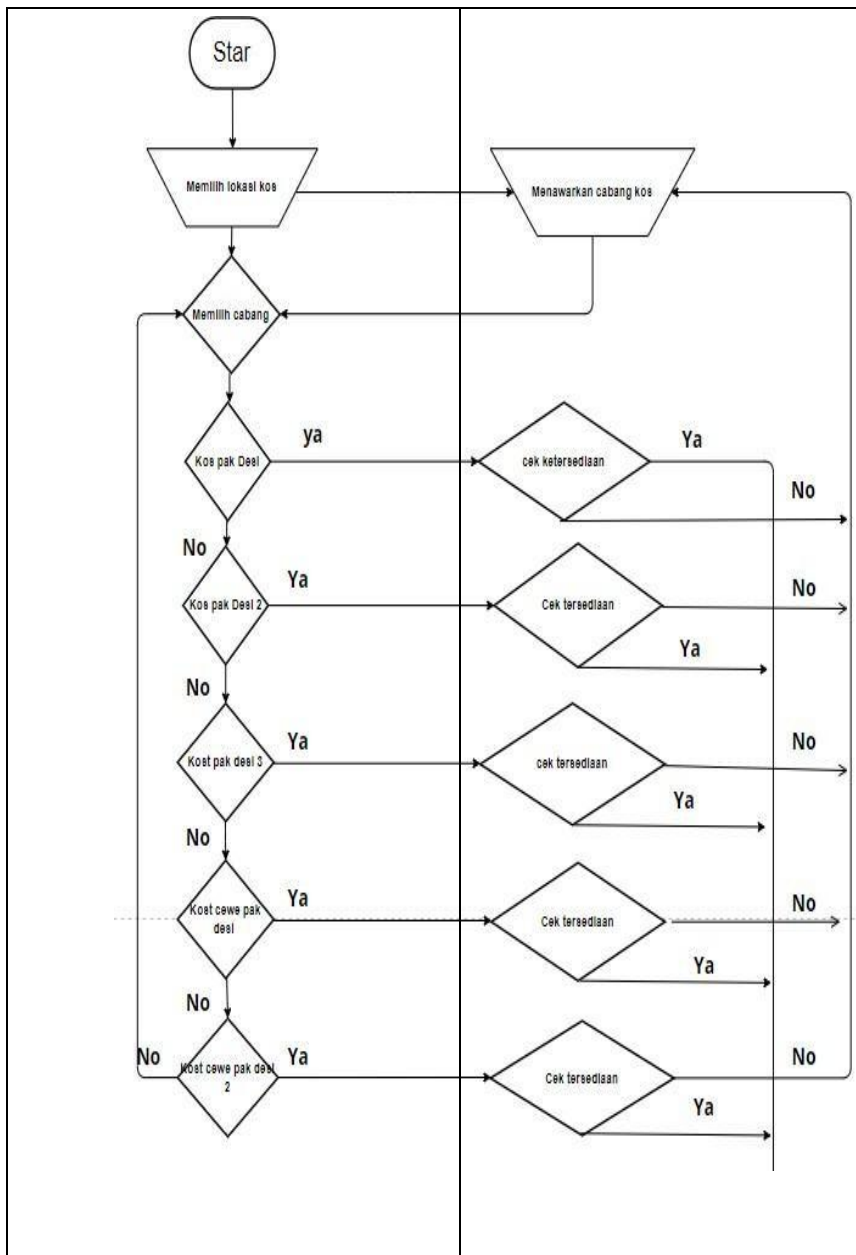 Star
Memilih lokasi kos
Menawarkan cabang kos
Memilih cabang
Kos pak Desi
ya
cek ketersediaan
Ya
No
No
Kos pak Desi 2
Ya
Cek tersediaan
No
Ya
No
Kost pak desi 3
Ya
cek tersediaan
No
Ya
No
Kost cewe pak
desi
Ya
Cek tersediaan
No
Ya
No
No
Kost cewe pak desi
2
Ya
Cek tersediaan
No
Ya